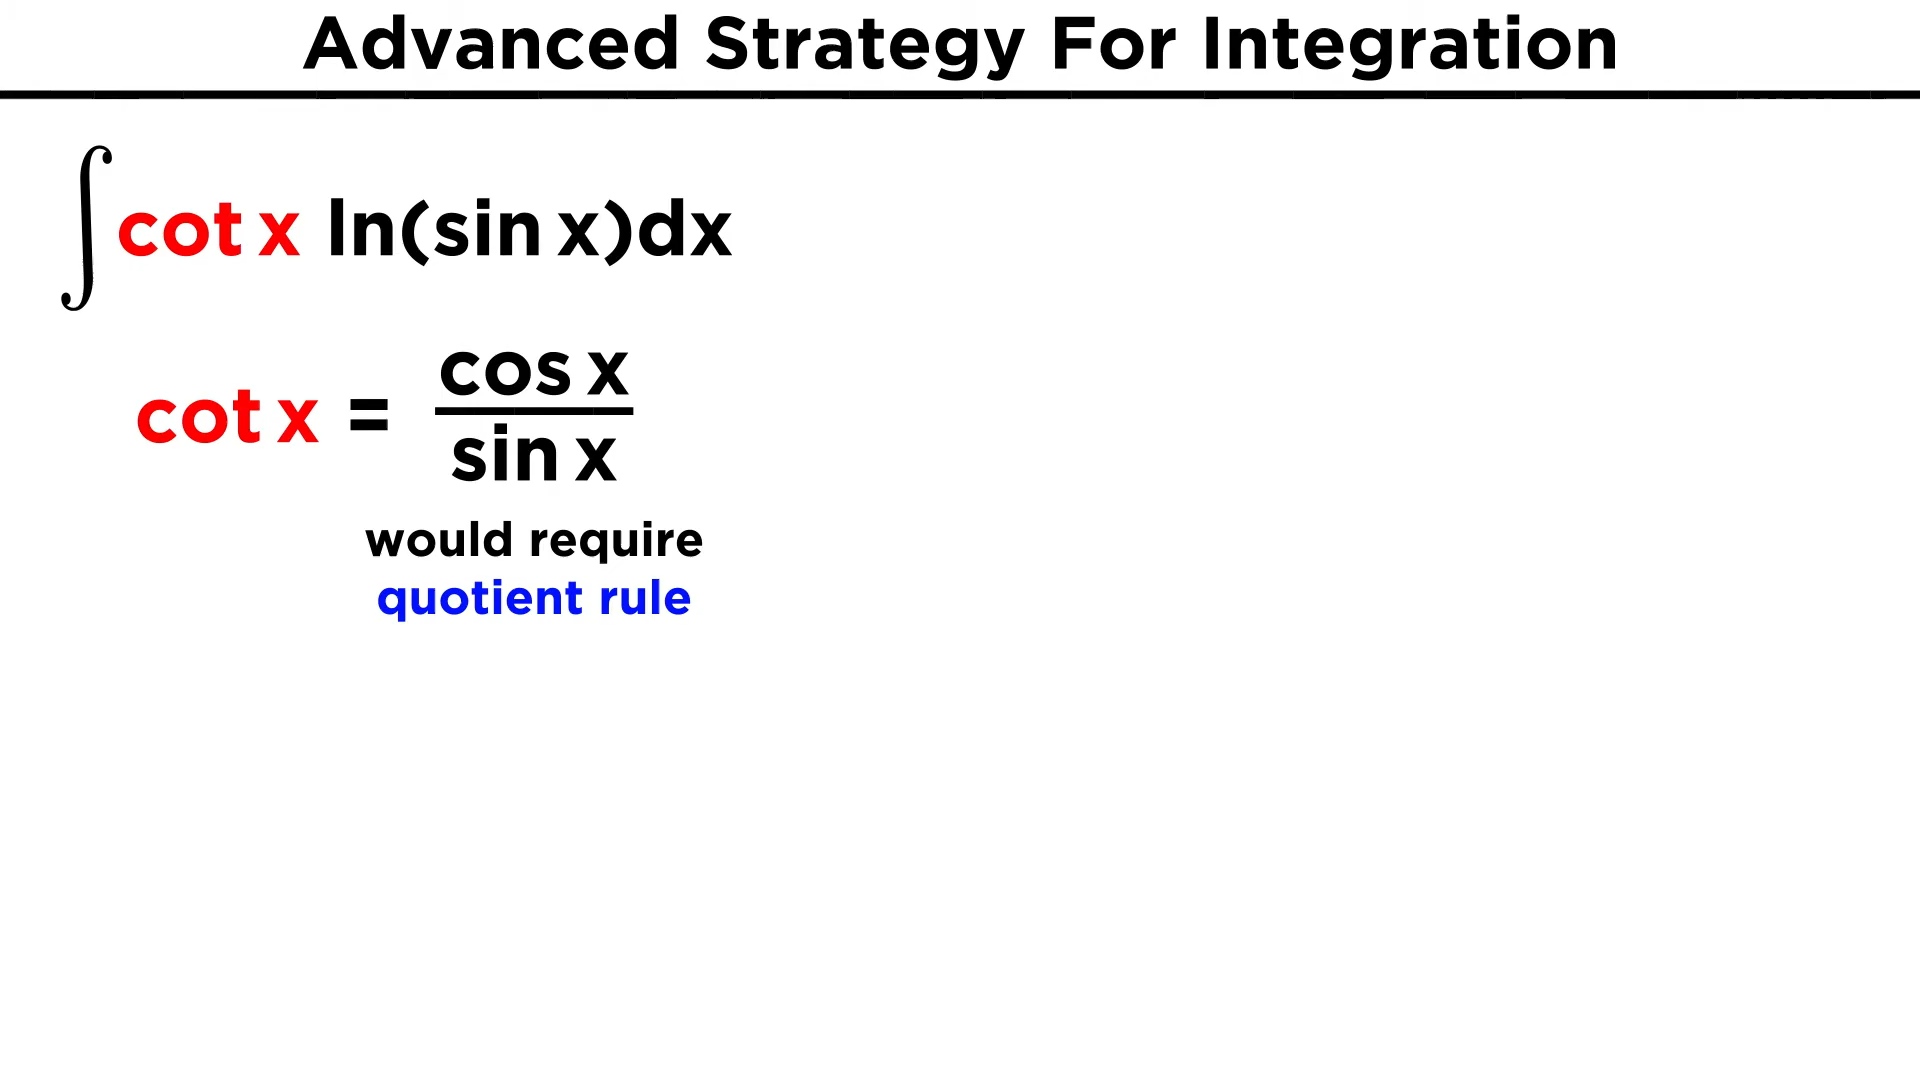 Advanced Strategy For Integration
∫cot x ln(sin x)dx
cot x = cos x / sin x
would require
quotient rule